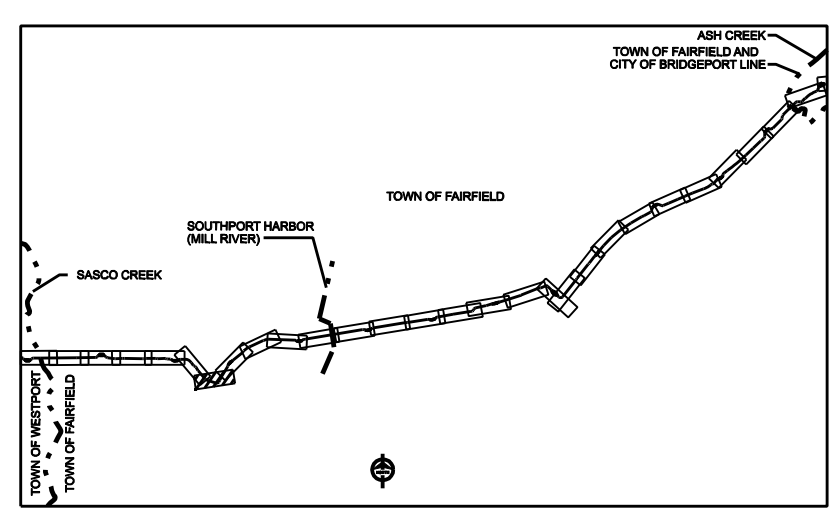 ASH CREEK
TOWN OF FAIRFIELD AND
CITY OF BRIDGEPORT LINE
TOWN OF FAIRFIELD
SOUTHPORT HARBOR
(MILL RIVER)
SASCO CREEK
TOWN OF WESTPORT
TOWN OF FAIRFIELD